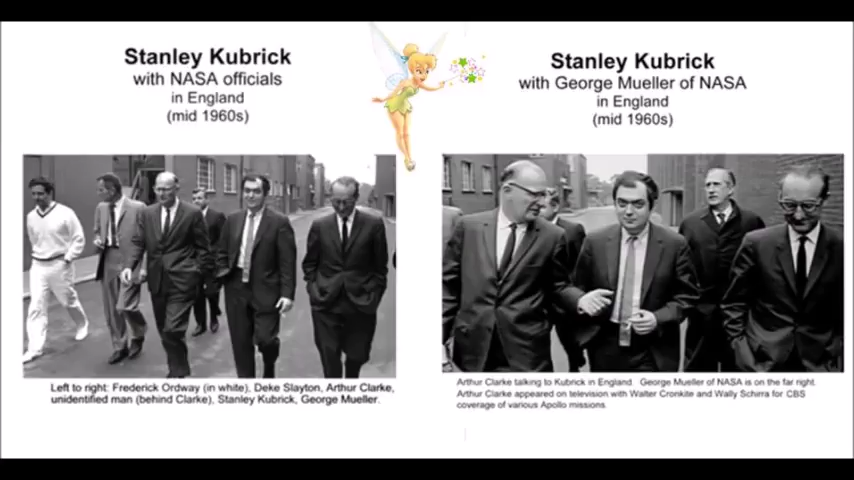 Stanley Kubrick
with NASA officials
in England
(mid 1960s)
Left to right: Frederick Ordway (in white), Deke Slayton, Arthur Clarke,
unidentified man (behind Clarke), Stanley Kubrick, George Mueller.
Stanley Kubrick
with George Mueller of NASA
in England
(mid 1960s)
Arthur Clarke talking to Kubrick in England. George Mueller of NASA is on the far right.
Arthur Clarke appeared on television with Walter Cronkite and Wally Schirra for CBS
coverage of various Apollo missions.